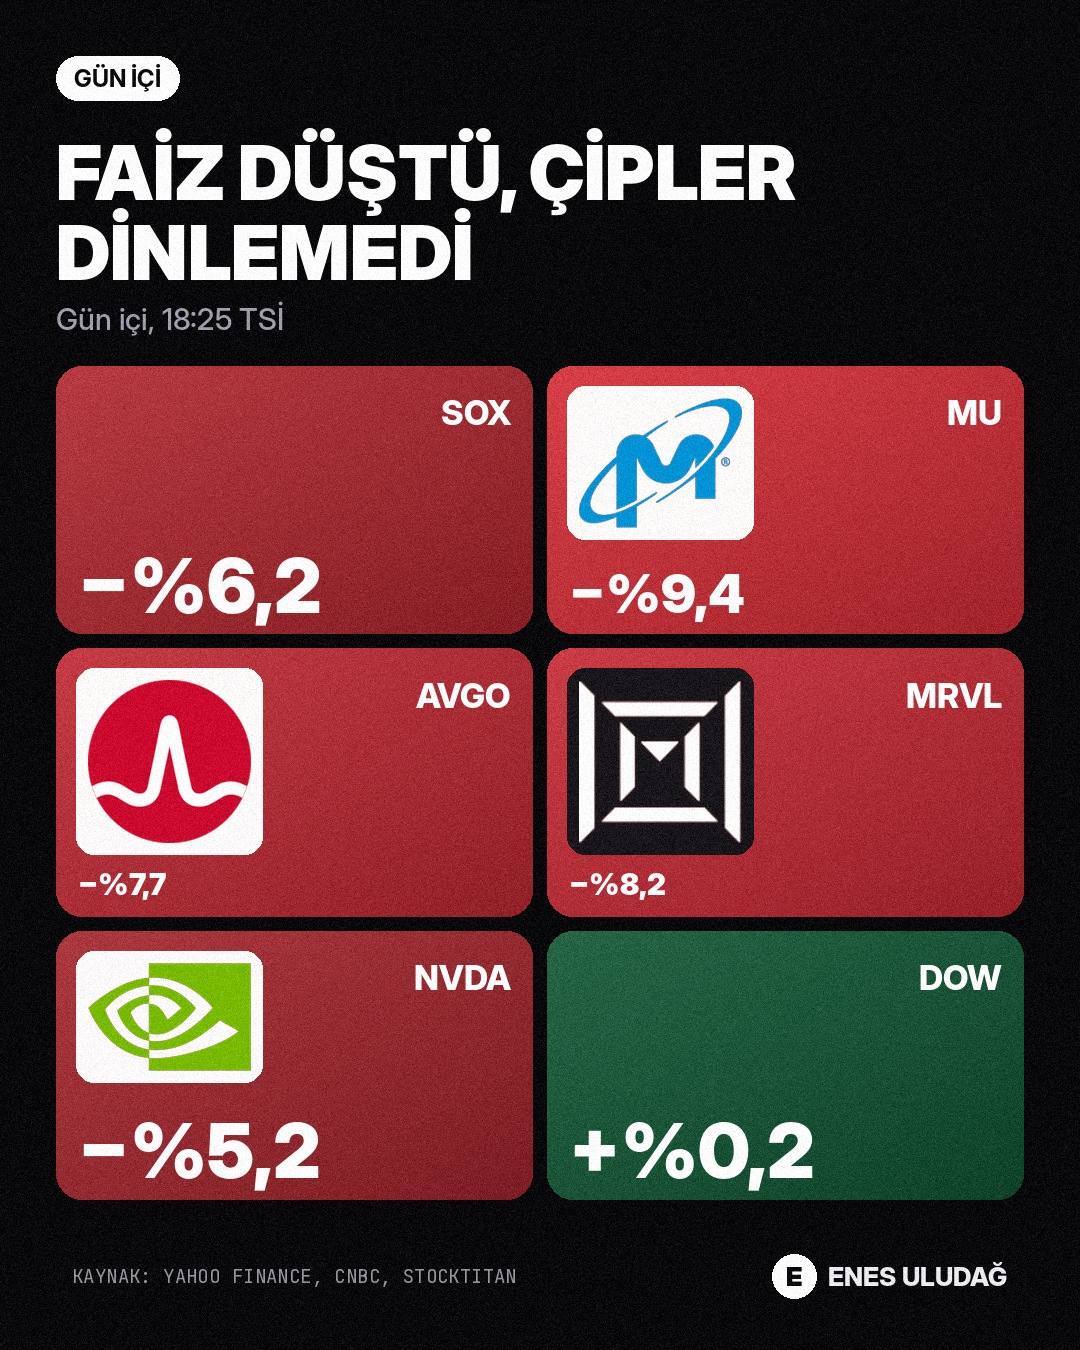 GÜN İÇİ
FAİZ DÜŞTÜ, ÇİPLER
DİNLEMEDİ
Gün içi, 18:25 TSİ
SOX
−%6,2
MU
®
−%9,4
AVGO
−%7,7
MRVL
−%8,2
NVDA
−%5,2
DOW
+%0,2
KAYNAK: YAHOO FINANCE, CNBC, STOCKTITAN
E ENES ULUDAĞ